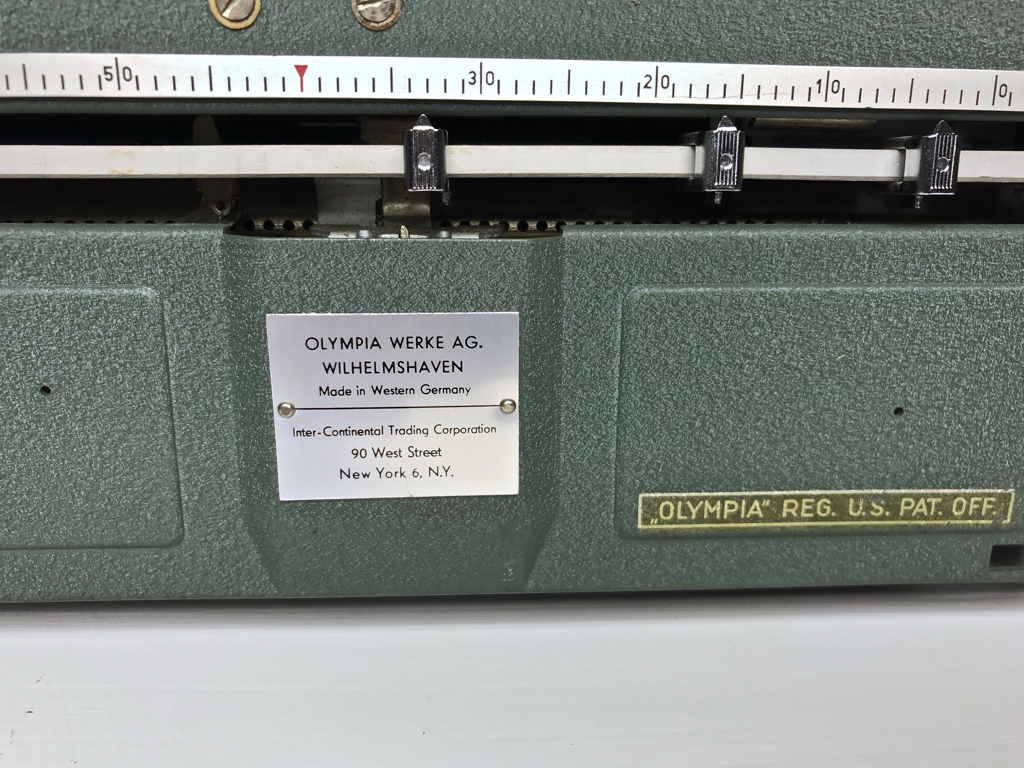 50 30 20 10 0
OLYMPIA WERKE AG.
WILHELMSHAVEN
Made in Western Germany
Inter-Continental Trading Corporation
90 West Street
New York 6, N.Y.
„OLYMPIA" REG. U.S. PAT. OFF.